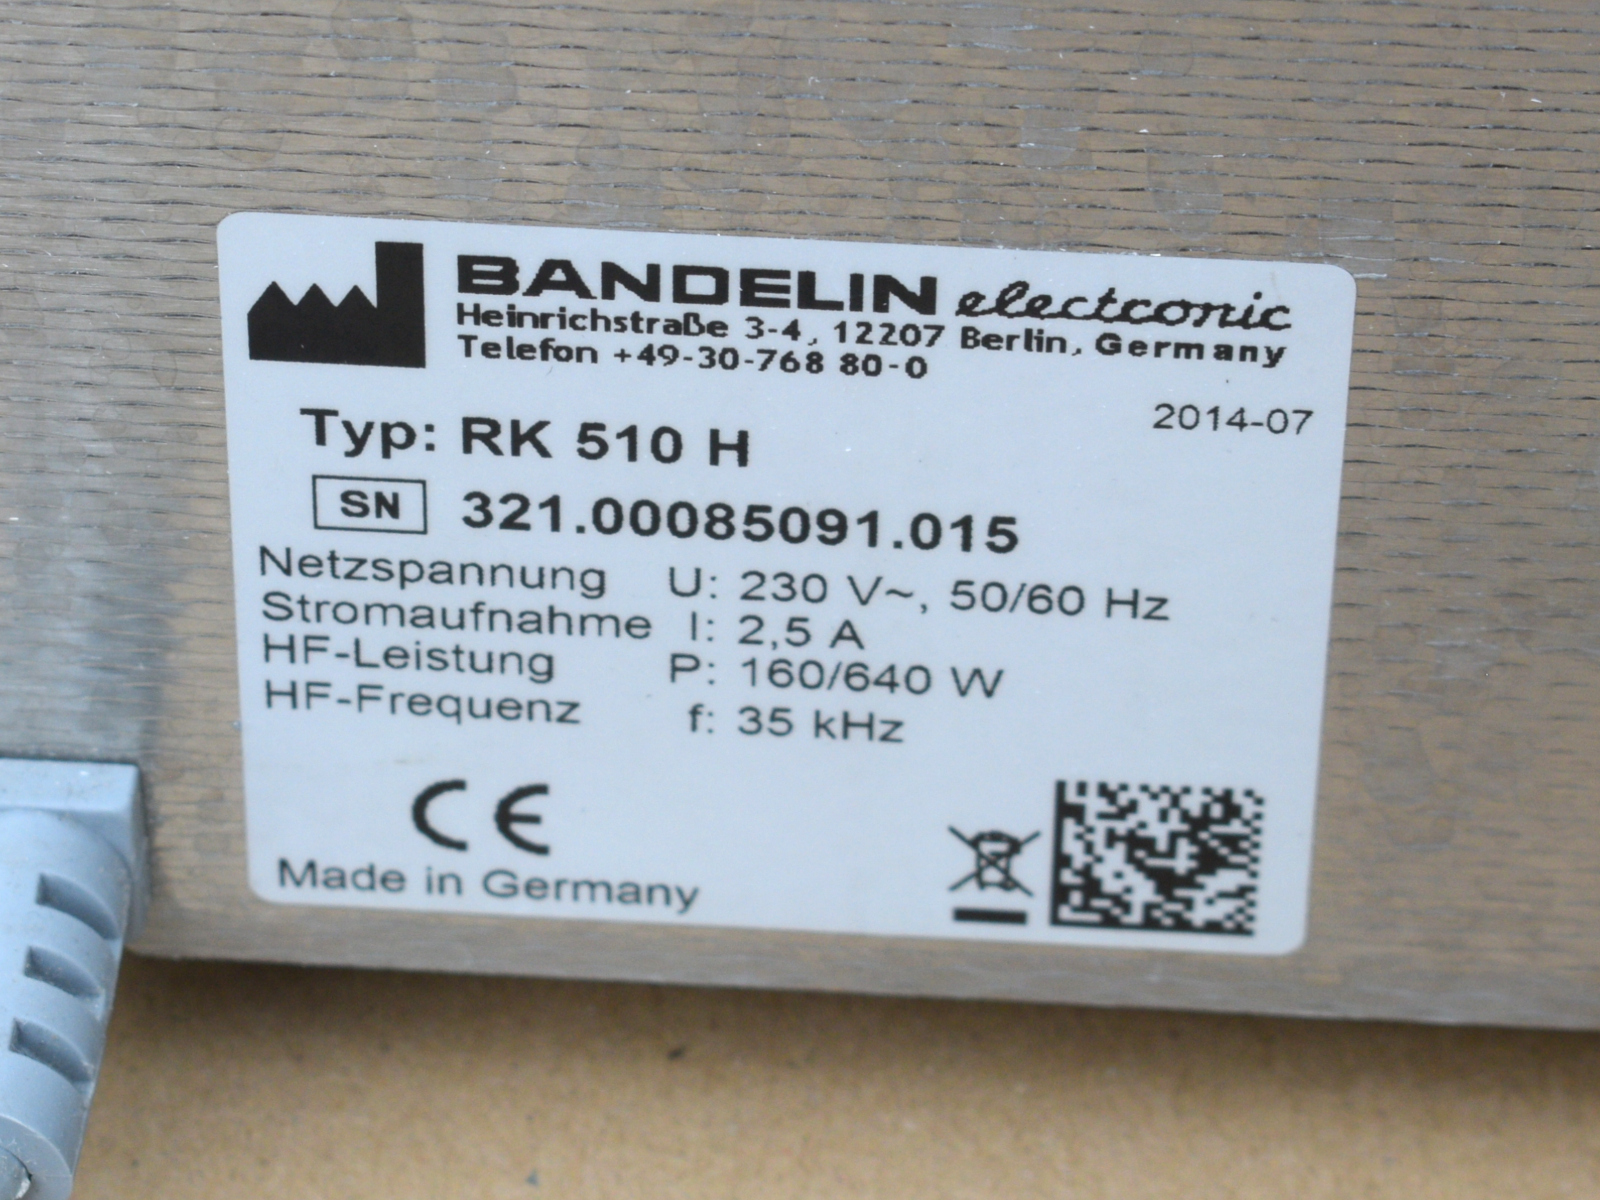 BANDELIN electronic
Heinrichstraße 3-4, 12207 Berlin, Germany
Telefon +49-30-768 80-0
2014-07
Typ: RK 510 H
SN 321.00085091.015
Netzspannung U: 230 V~, 50/60 Hz
Stromaufnahme I: 2,5 A
HF-Leistung P: 160/640 W
HF-Frequenz f: 35 kHz
CE
Made in Germany